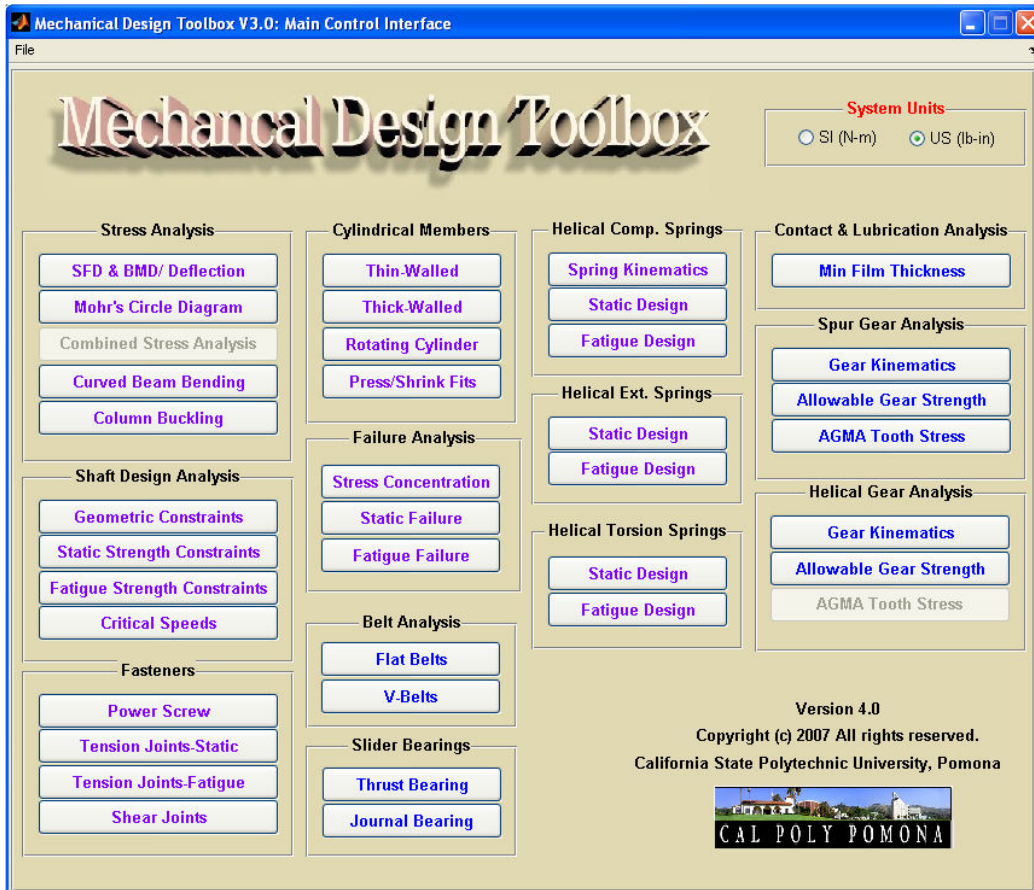 Mechanical Design Toolbox V3.0: Main Control Interface
File
Mechancal Design Toolbox
System Units
SI (N-m)
US (lb-in)
Stress Analysis
SFD & BMD/ Deflection
Mohr's Circle Diagram
Combined Stress Analysis
Curved Beam Bending
Column Buckling
Shaft Design Analysis
Geometric Constraints
Static Strength Constraints
Fatigue Strength Constraints
Critical Speeds
Fasteners
Power Screw
Tension Joints-Static
Tension Joints-Fatigue
Shear Joints
Cylindrical Members
Thin-Walled
Thick-Walled
Rotating Cylinder
Press/Shrink Fits
Failure Analysis
Stress Concentration
Static Failure
Fatigue Failure
Belt Analysis
Flat Belts
V-Belts
Slider Bearings
Thrust Bearing
Journal Bearing
Helical Comp. Springs
Spring Kinematics
Static Design
Fatigue Design
Helical Ext. Springs
Static Design
Fatigue Design
Helical Torsion Springs
Static Design
Fatigue Design
Contact & Lubrication Analysis
Min Film Thickness
Spur Gear Analysis
Gear Kinematics
Allowable Gear Strength
AGMA Tooth Stress
Helical Gear Analysis
Gear Kinematics
Allowable Gear Strength
AGMA Tooth Stress
Version 4.0
Copyright (c) 2007 All rights reserved.
California State Polytechnic University, Pomona
CAL POLY POMONA